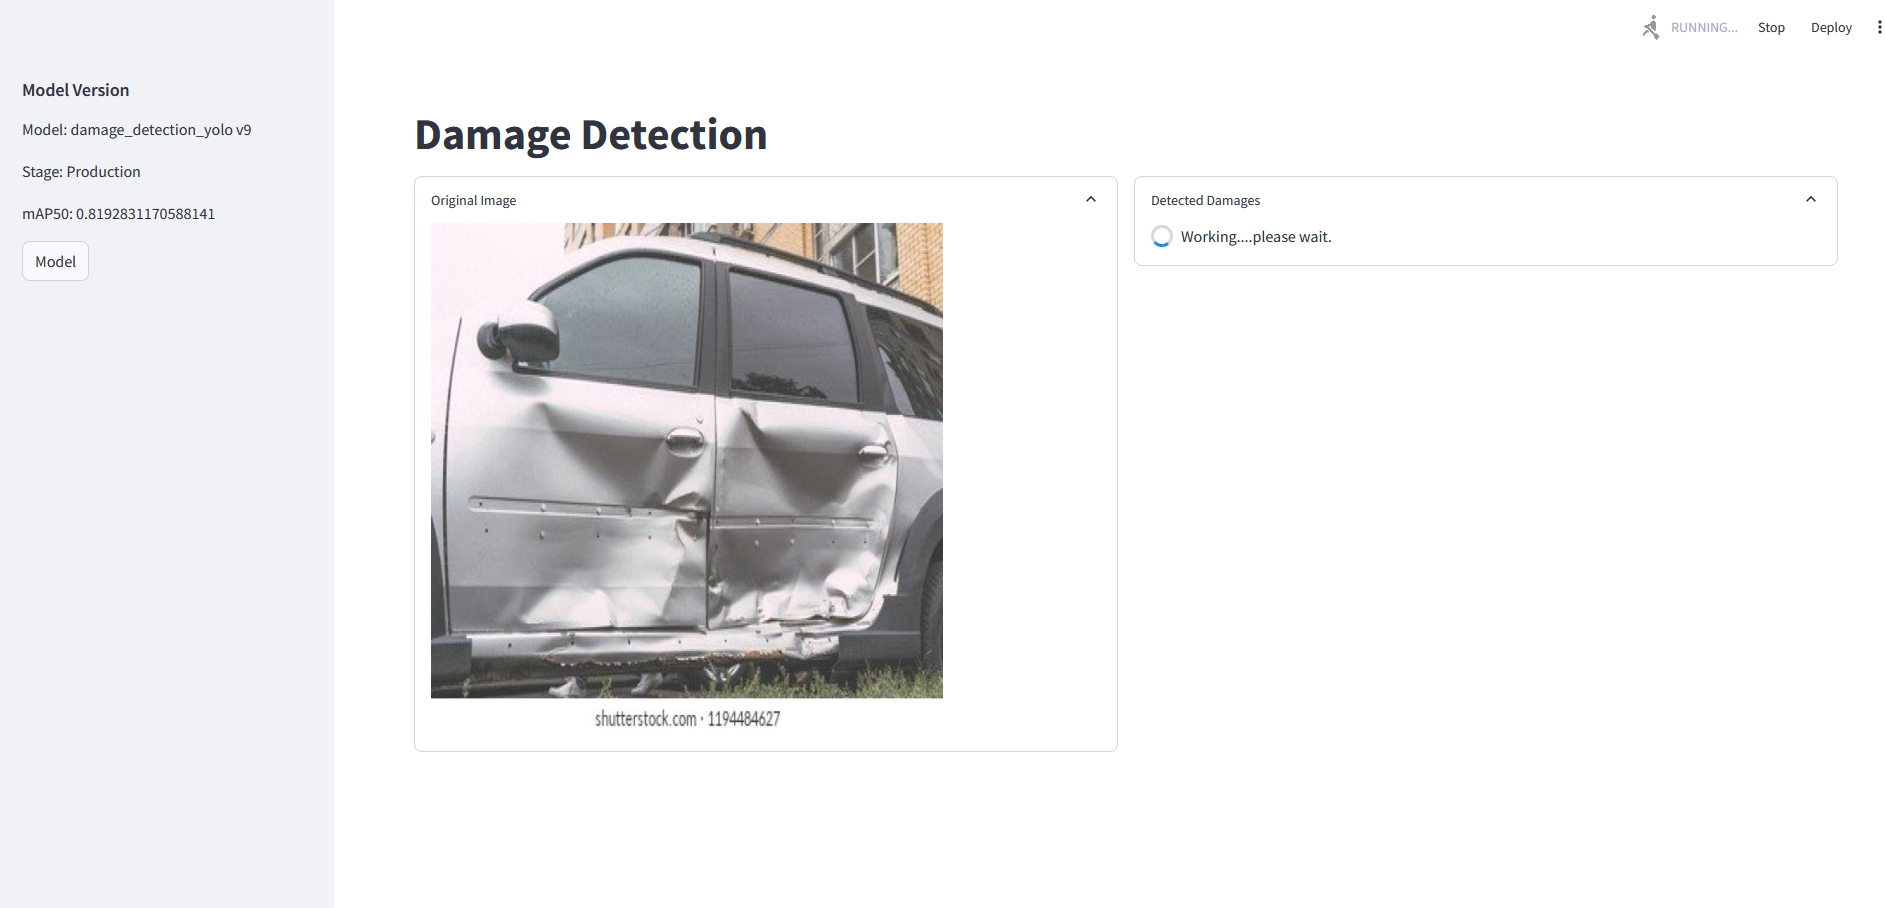 RUNNING...
Stop
Deploy
Model Version
Model: damage_detection_yolo v9
Stage: Production
mAP50: 0.8192831170588141
Model
Damage Detection
Original Image
shutterstock.com · 1194484627
Detected Damages
Working....please wait.